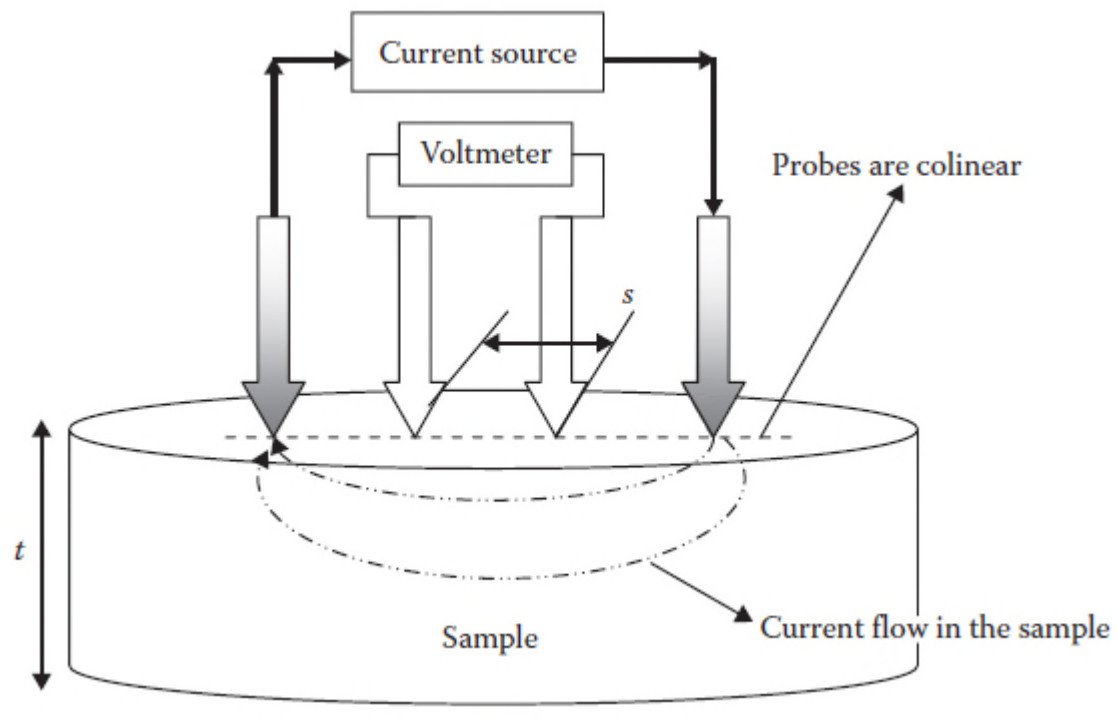 Current source
Voltmeter
Probes are colinear
s
t
Current flow in the sample
Sample